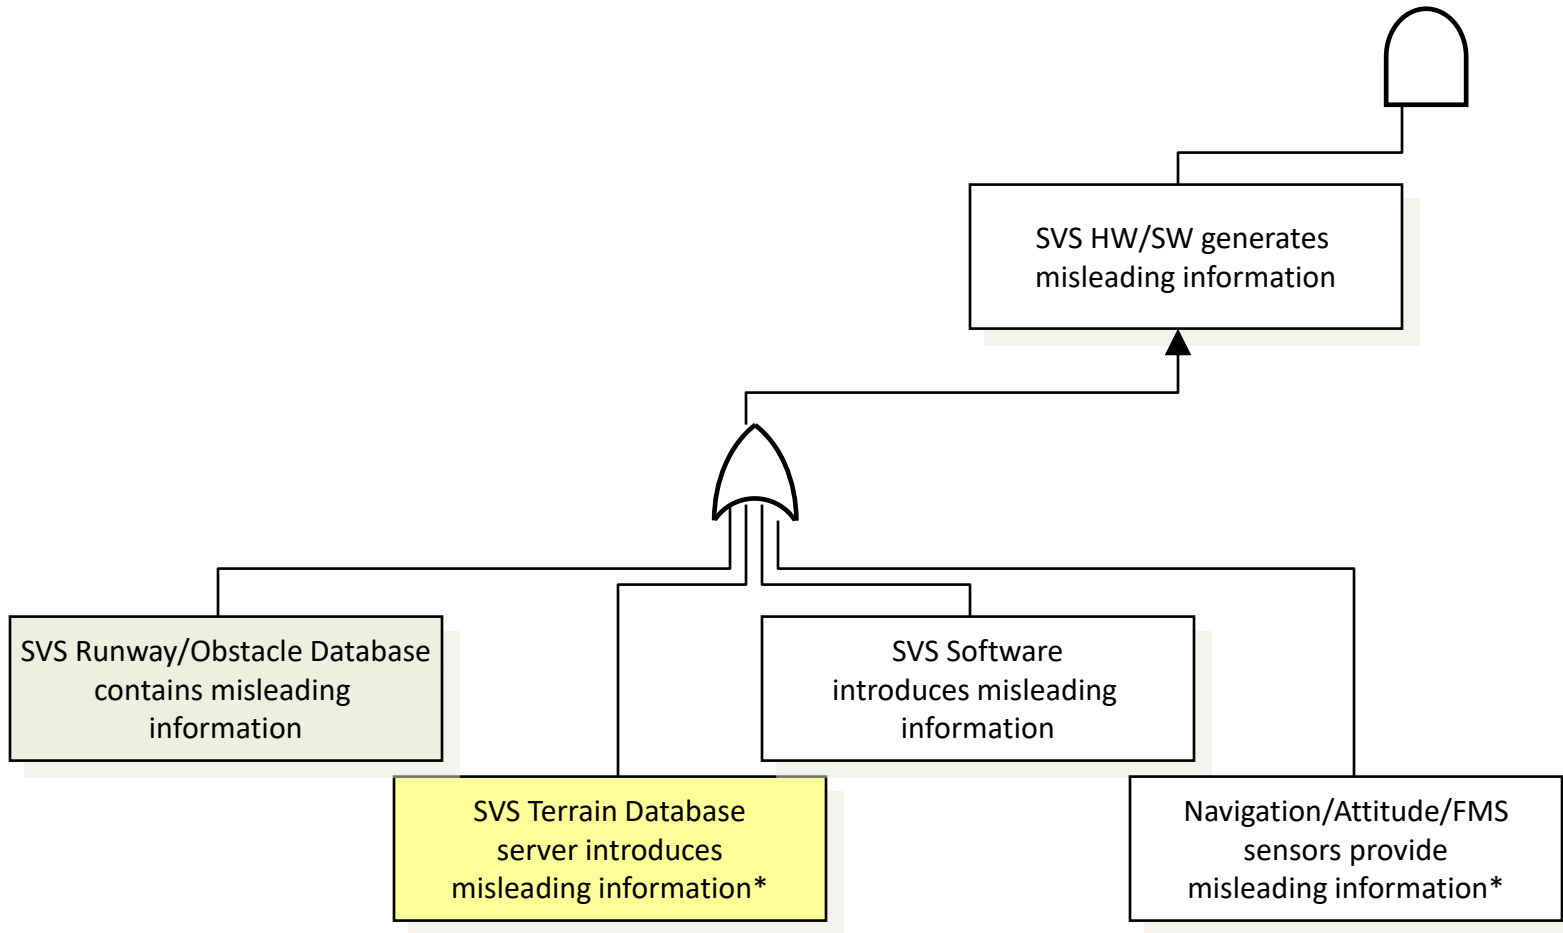 SVS HW/SW generates
misleading information
SVS Runway/Obstacle Database
contains misleading
information
SVS Software
introduces misleading
information
SVS Terrain Database
server introduces
misleading information*
Navigation/Attitude/FMS
sensors provide
misleading information*